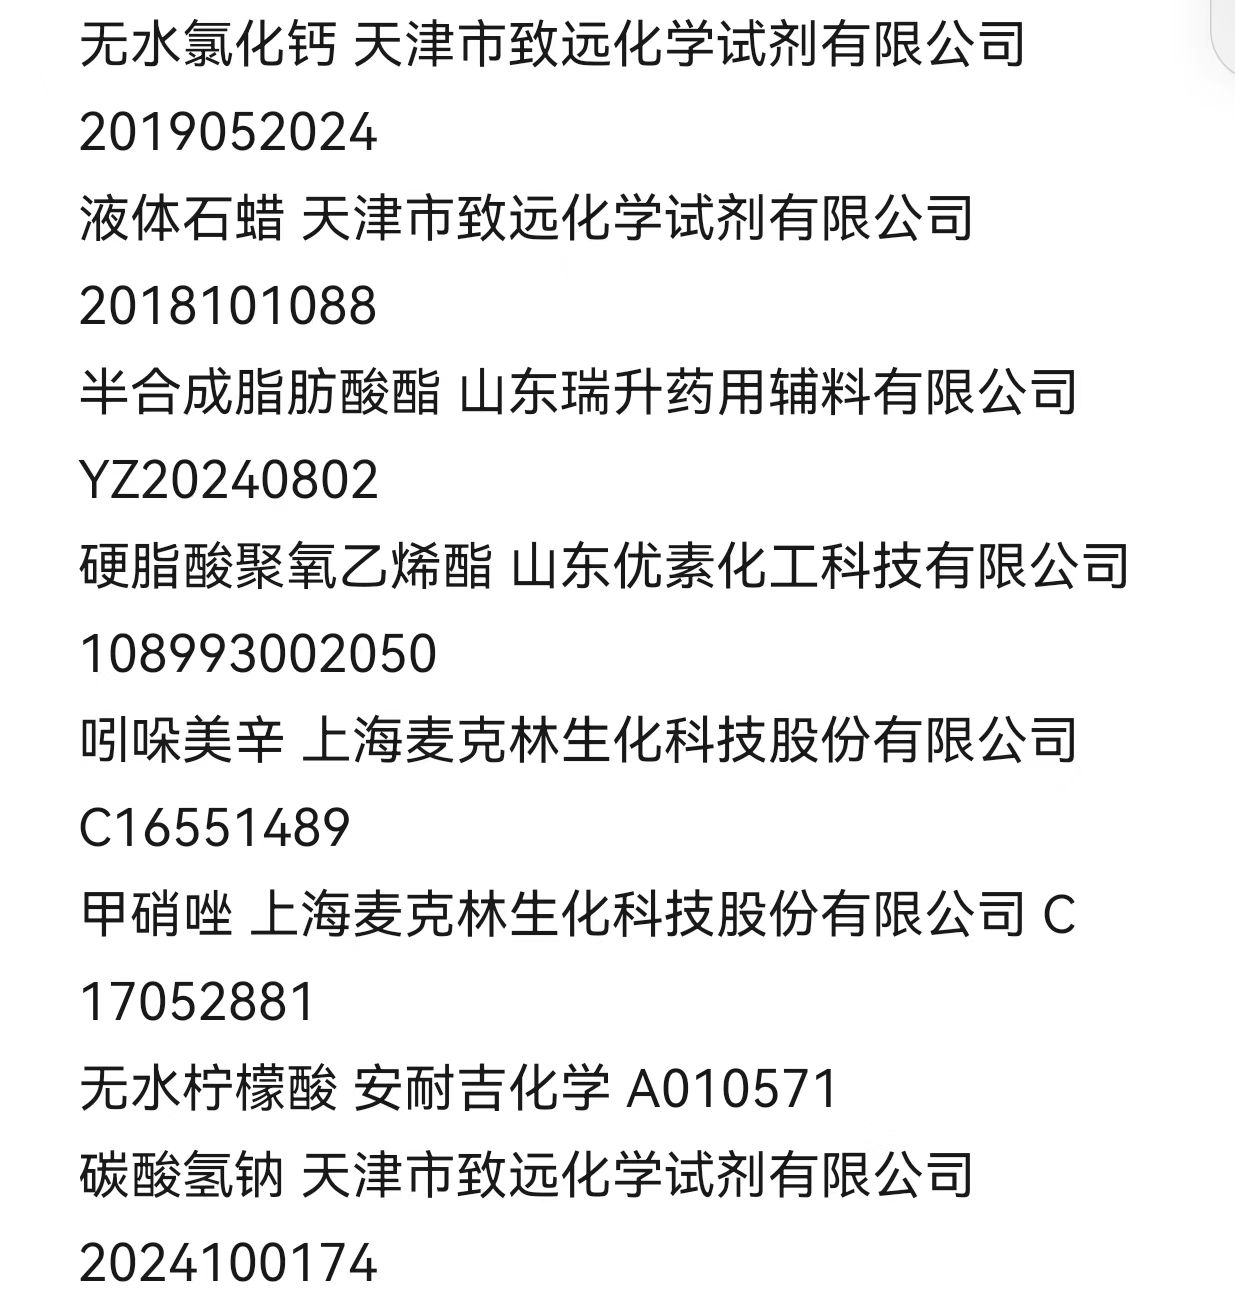 无水氯化钙 天津市致远化学试剂有限公司
2019052024
液体石蜡 天津市致远化学试剂有限公司
2018101088
半合成脂肪酸酯 山东瑞升药用辅料有限公司
YZ20240802
硬脂酸聚氧乙烯酯 山东优素化工科技有限公司
108993002050
吲哚美辛 上海麦克林生化科技股份有限公司
C16551489
甲硝唑 上海麦克林生化科技股份有限公司 C
17052881
无水柠檬酸 安耐吉化学 A010571
碳酸氢钠 天津市致远化学试剂有限公司
2024100174